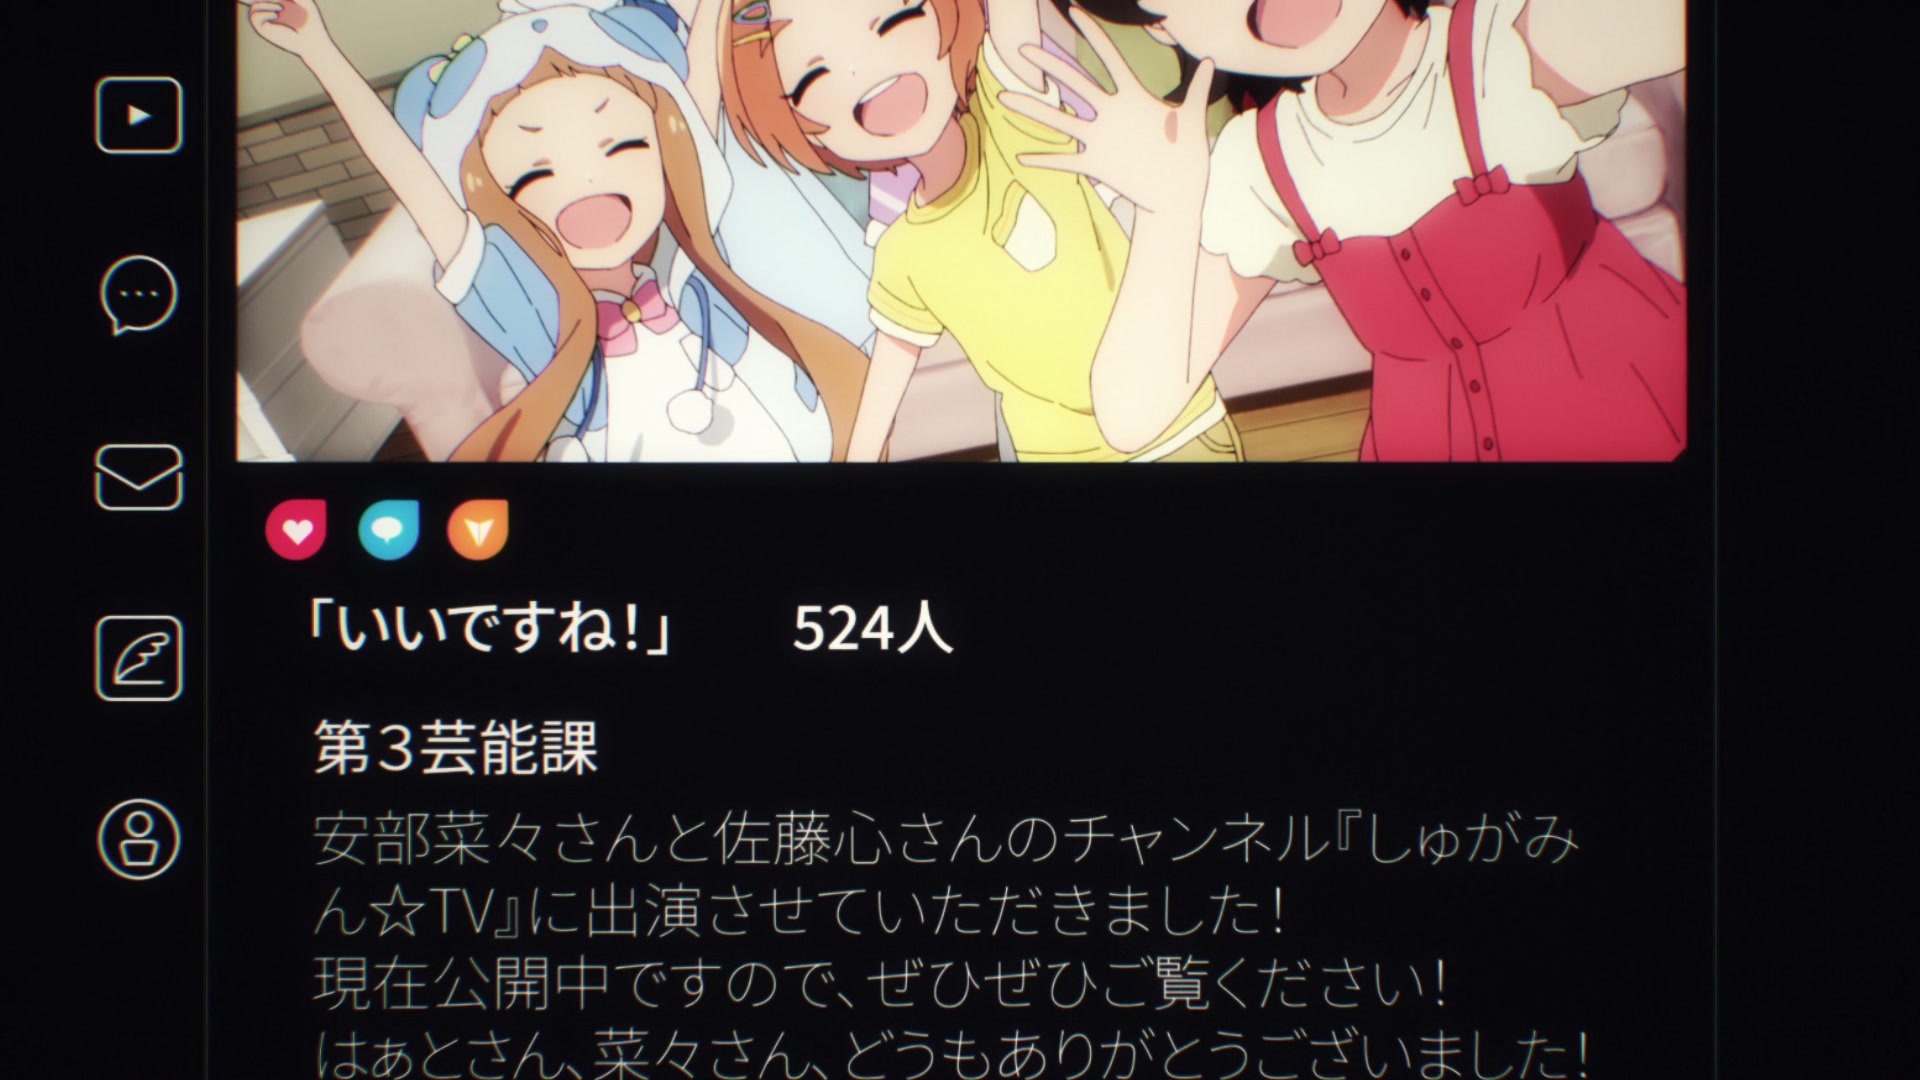 「いいですね!」 524人
第3芸能課
安部菜々さんと佐藤心さんのチャンネル『しゅがみ
ん☆TV』に出演させていただきました!
現在公開中ですので、ぜひぜひご覧ください!
はぁとさん、菜々さん、どうもありがとうございました!